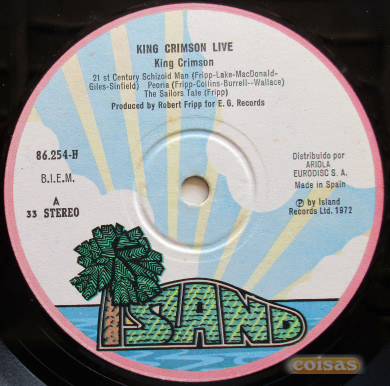 KING CRIMSON LIVE
King Crimson
21 st Century Schizoid Man (Fripp-Lake-MacDonald-
Giles-Sinfield) Peoria (Fripp-Collins-Burrell--Wallace)
The Sailors Tale (Fripp)
Produced by Robert Fripp for E. G. Records
86.254-H
B.I.E.M.
A
33 STEREO
Distribuido por
ARIOLA
EURODISC S. A.
Made in Spain
℗ by Island
Records Ltd. 1972
ISLAND
coisas